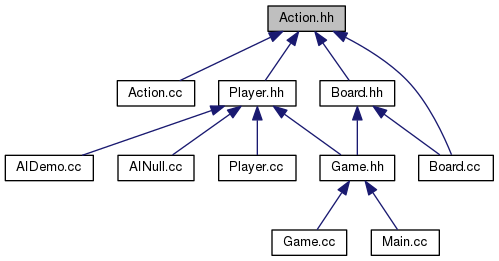 Action.hh
Action.cc
Player.hh
Board.hh
AIDemo.cc
AINull.cc
Player.cc
Game.hh
Board.cc
Game.cc
Main.cc